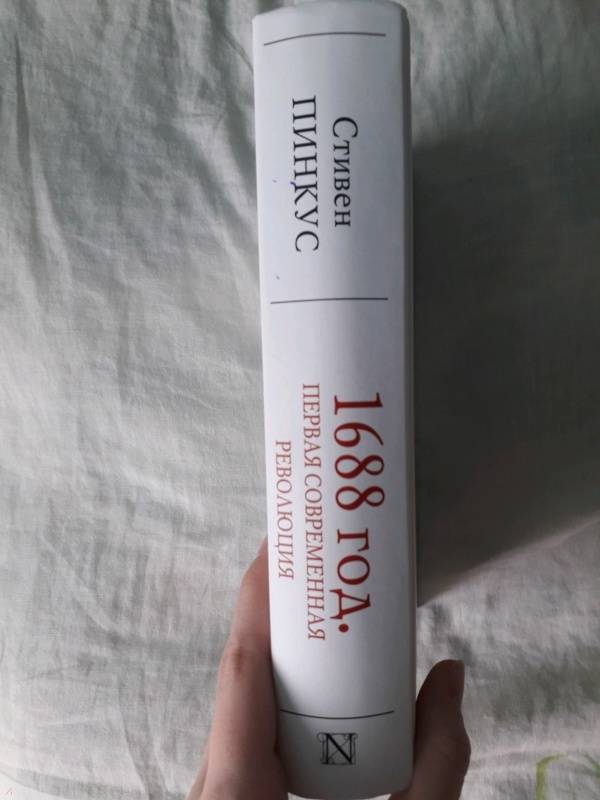 Стивен
ПИНКУС
1688 год.
ПЕРВАЯ СОВРЕМЕННАЯ
РЕВОЛЮЦИЯ
N